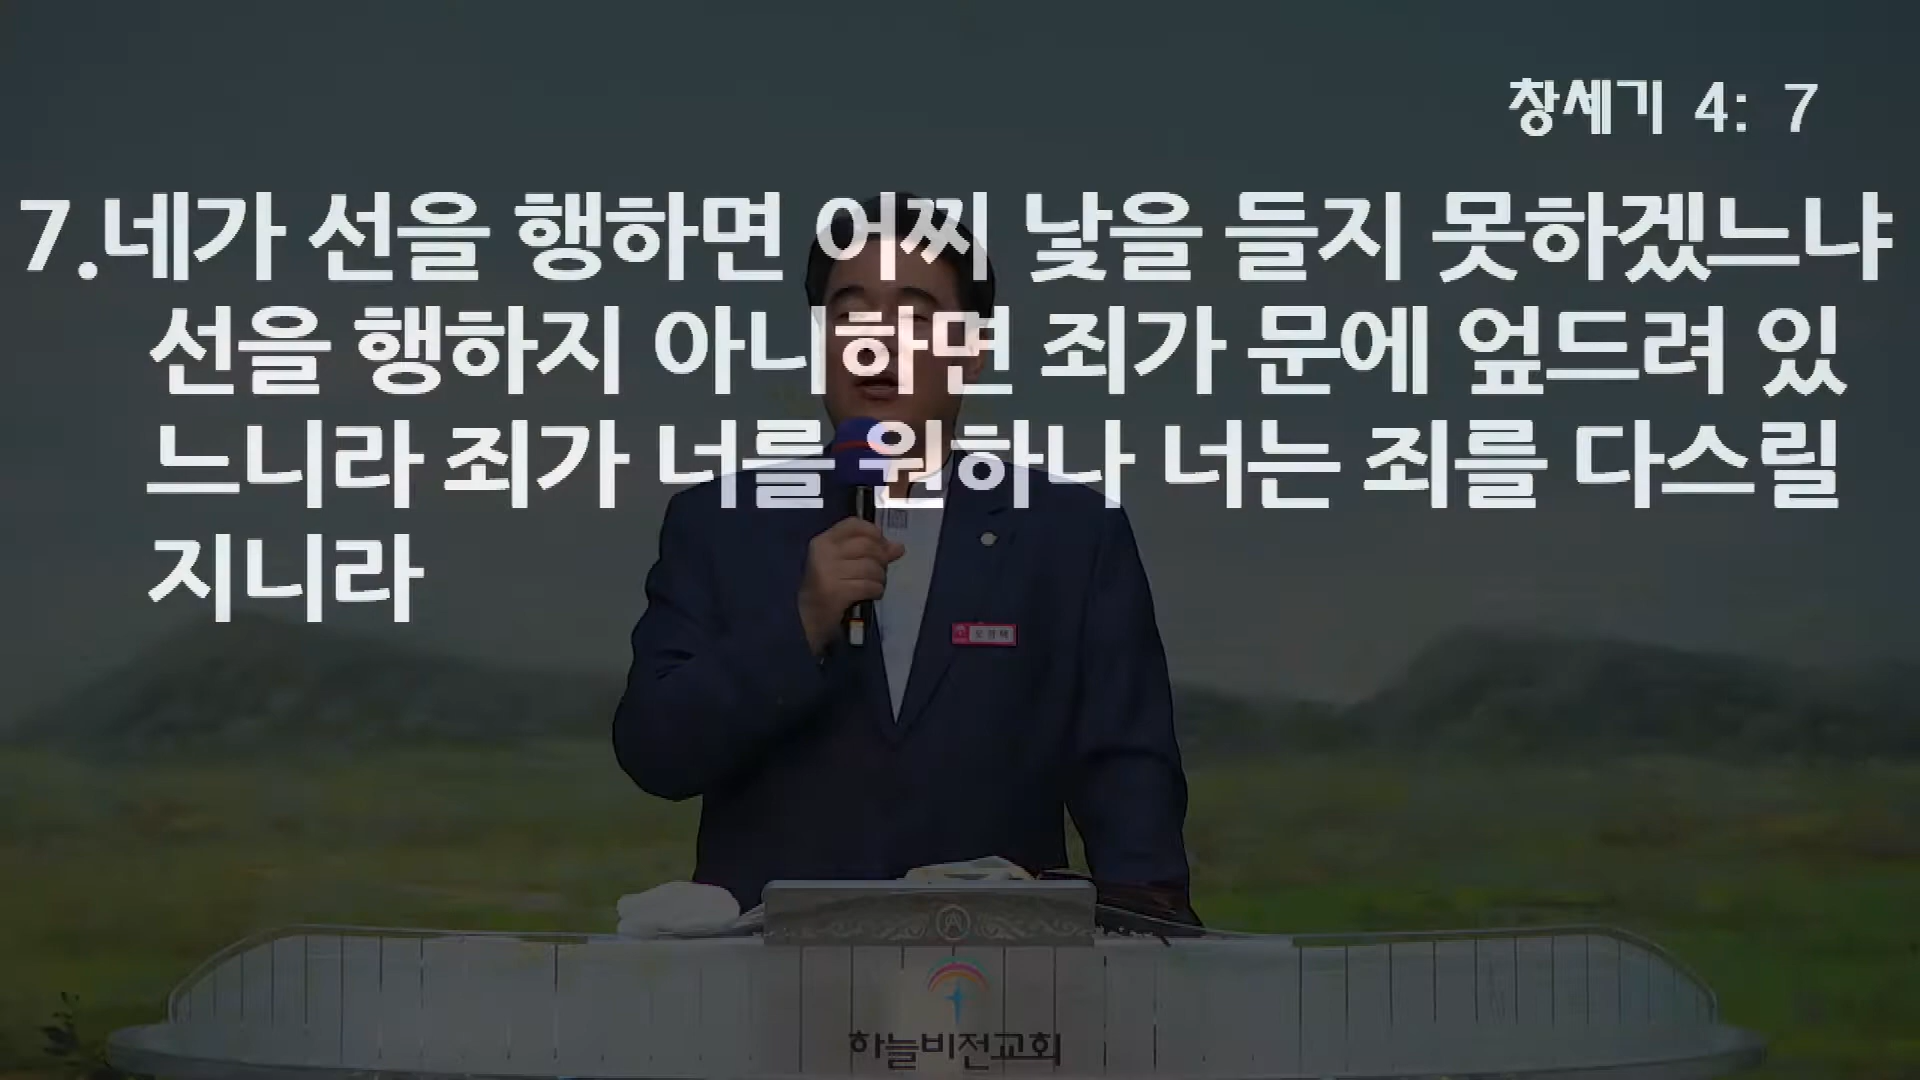 창세기 4: 7
7.네가 선을 행하면 어찌 낯을 들지 못하겠느냐
선을 행하지 아니하면 죄가 문에 엎드려 있
느니라 죄가 너를 원하나 너는 죄를 다스릴
지니라
하늘비전교회